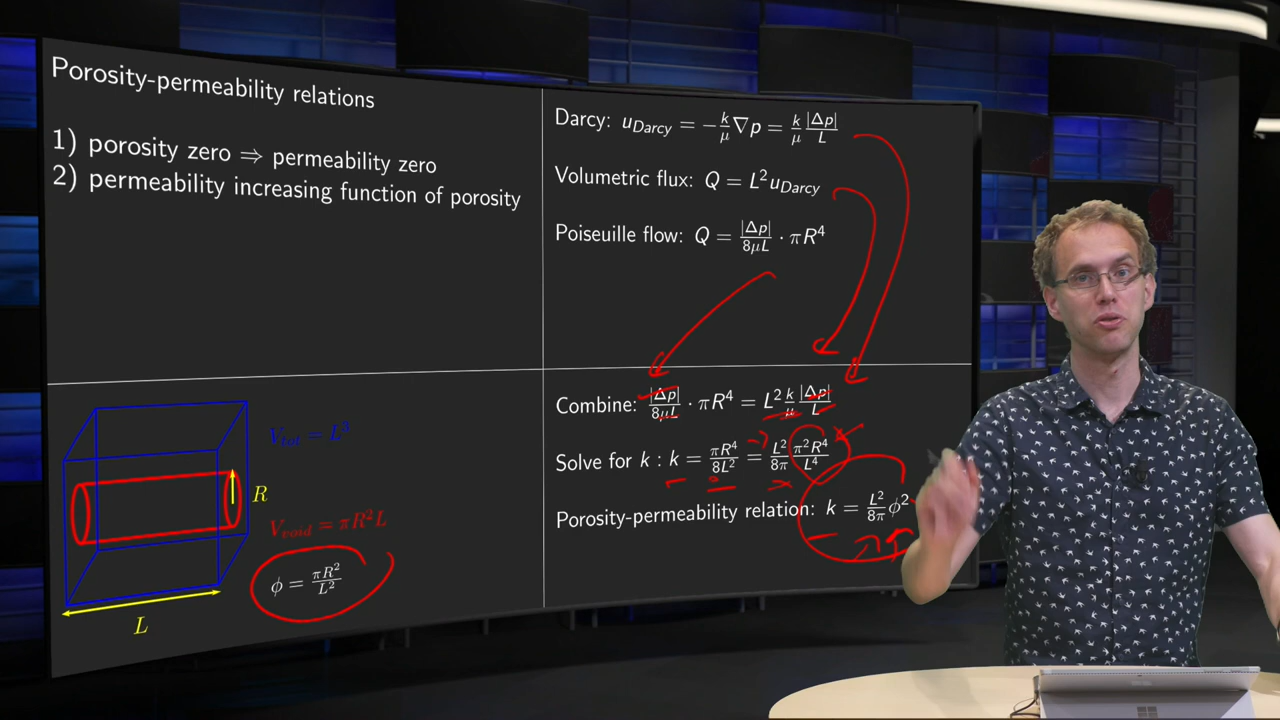 Porosity-permeability relations
1) porosity zero ⇒ permeability zero
2) permeability increasing function of porosity
Darcy: u_Darcy = −k/μ ∇p = k/μ |Δp|/L
Volumetric flux: Q = L² u_Darcy
Poiseuille flow: Q = |Δp|/8μL · πR⁴
V_tot = L³
R
V_void = πR²L
ϕ = πR²/L²
L
Combine: |Δp|/8μL · πR⁴ = L² k/μ |Δp|/L
Solve for k : k = πR⁴/8L² = L²/8π π²R⁴/L⁴
Porosity-permeability relation: k = L²/8π ϕ²